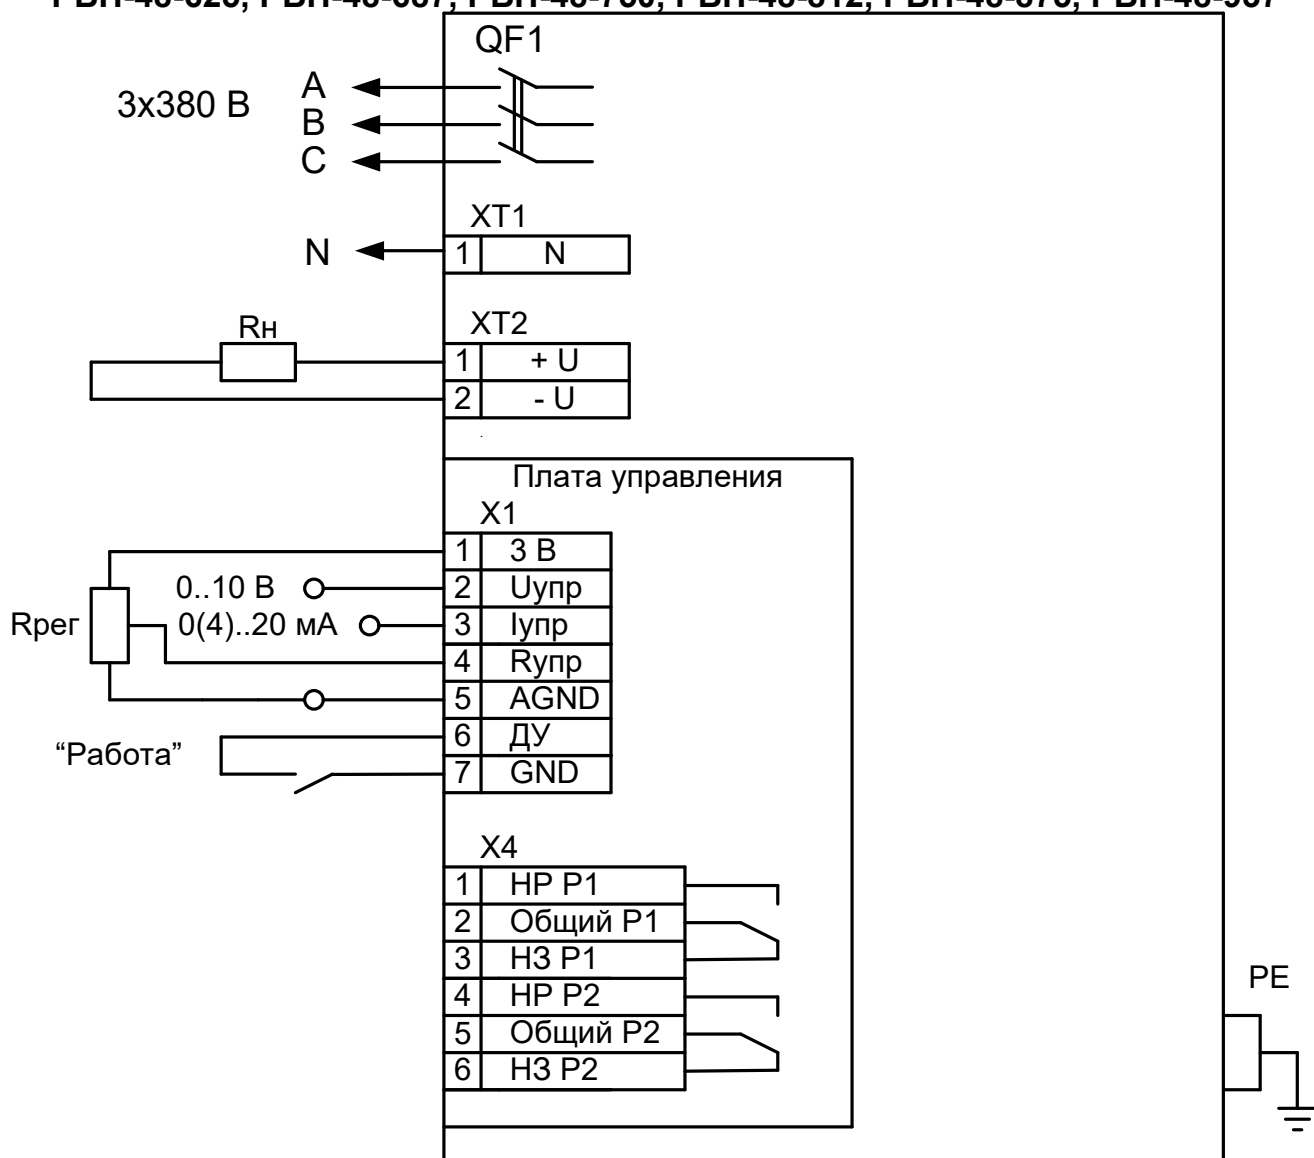 QF1
3x380 В
A
B
C
XT1
N
1 N
Rн
XT2
1 + U
2 - U
Плата управления
X1
1 3 В
0..10 В 2 Uупр
Rрег 0(4)..20 мА 3 Iупр
4 Rупр
5 AGND
6 ДУ
“Работа”
7 GND
X4
1 НР Р1
2 Общий Р1
3 НЗ Р1
4 НР Р2
5 Общий Р2
6 НЗ Р2
PE